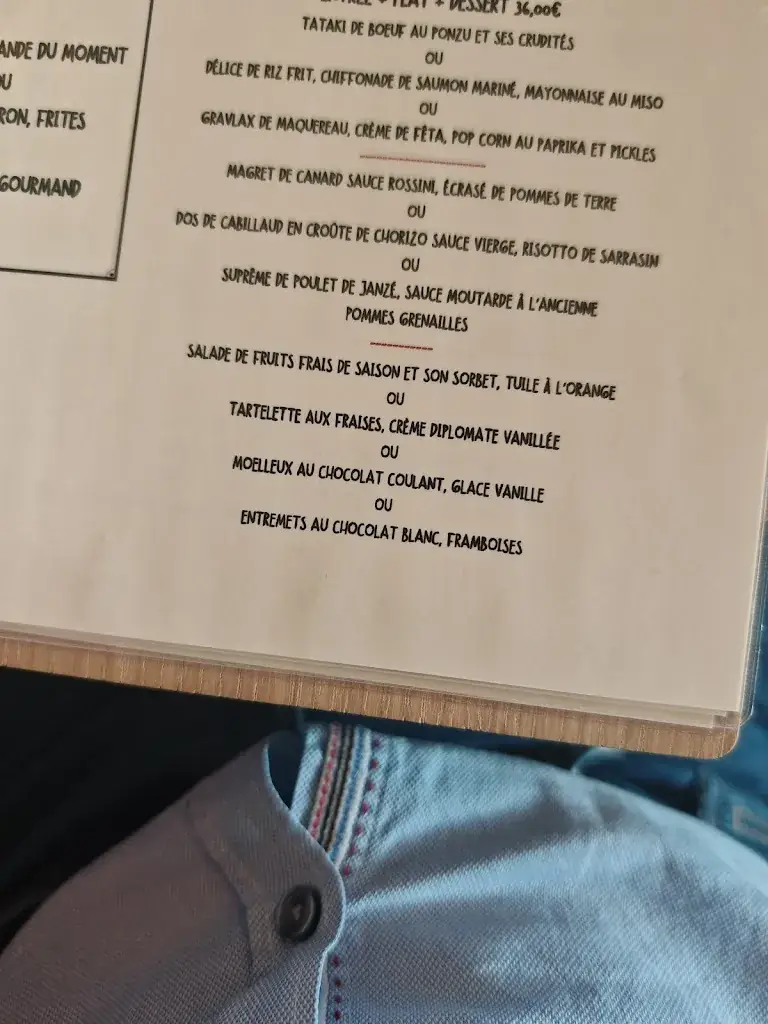 ANDE DU MOMENT
U
RON, FRITES
GOURMAND
ENTRÉE + PLAT + DESSERT 36,00€
TATAKI DE BOEUF AU PONZU ET SES CRUDITÉS
OU
DÉLICE DE RIZ FRIT, CHIFFONADE DE SAUMON MARINÉ, MAYONNAISE AU MISO
OU
GRAVLAX DE MAQUEREAU, CRÈME DE FÊTA, POP CORN AU PAPRIKA ET PICKLES
MAGRET DE CANARD SAUCE ROSSINI, ÉCRASÉ DE POMMES DE TERRE
OU
DOS DE CABILLAUD EN CROÛTE DE CHORIZO SAUCE VIERGE, RISOTTO DE SARRASIN
OU
SUPRÊME DE POULET DE JANZÉ, SAUCE MOUTARDE À L'ANCIENNE
POMMES GRENAILLES
SALADE DE FRUITS FRAIS DE SAISON ET SON SORBET, TUILE À L'ORANGE
OU
TARTELETTE AUX FRAISES, CRÈME DIPLOMATE VANILLÉE
OU
MOELLEUX AU CHOCOLAT COULANT, GLACE VANILLE
OU
ENTREMETS AU CHOCOLAT BLANC, FRAMBOISES